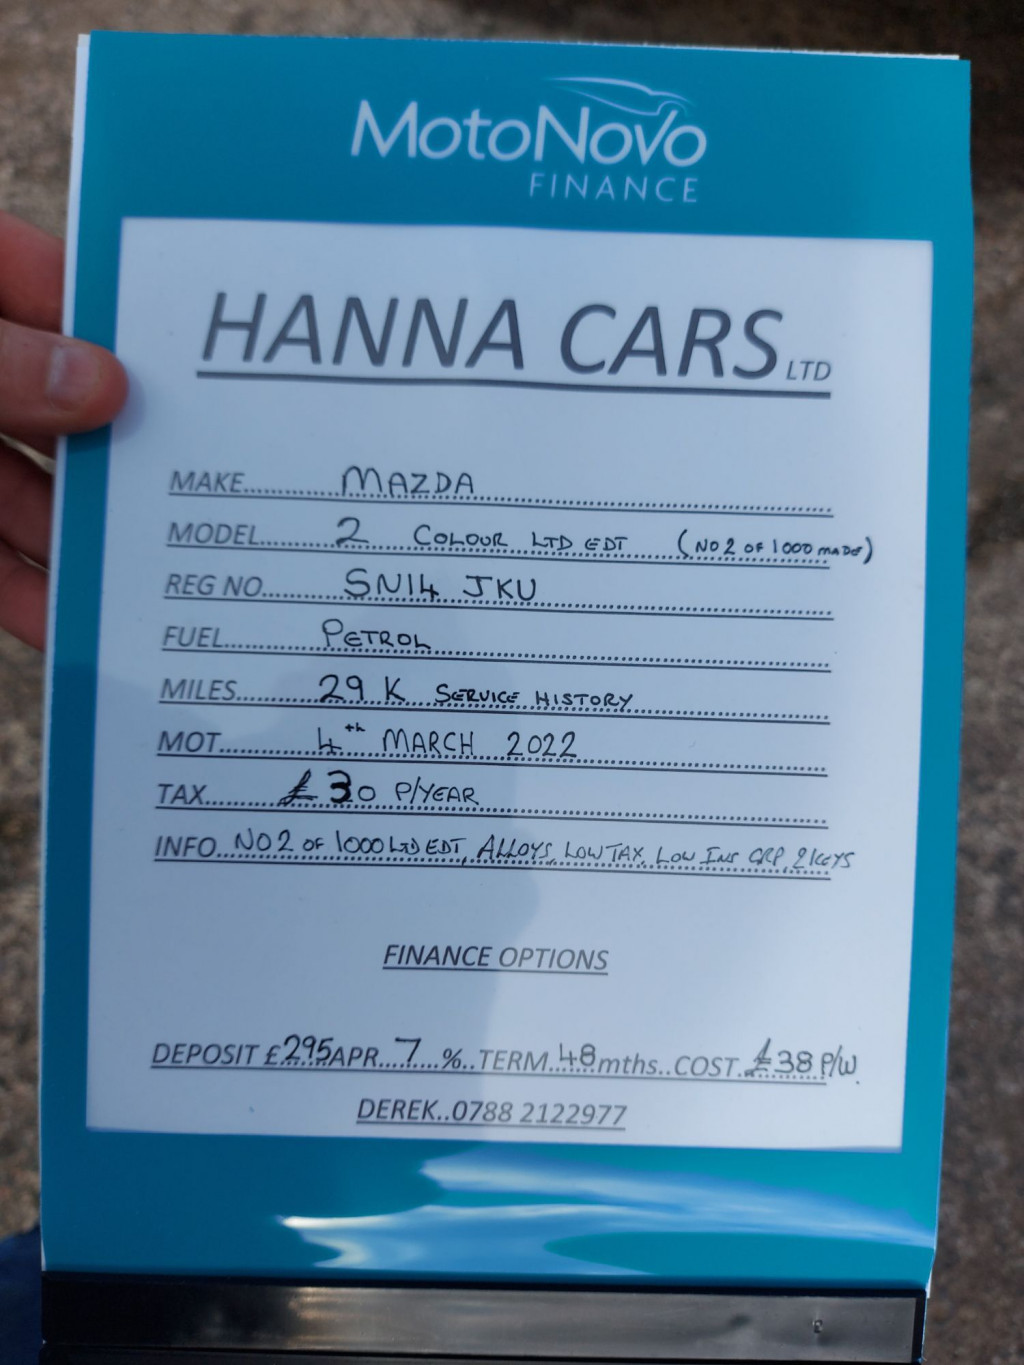 MotoNovo
FINANCE
HANNA CARS LTD
MAKE...........MAZDA
MODEL.........2 COLOUR LTD EDT (NO 2 OF 1000 MADE)
REG NO.........SN14 JKU
FUEL...........PETROL
MILES..........29 K SERVICE HISTORY
MOT...........4th MARCH 2022
TAX..........£30 P/YEAR
INFO..NO 2 OF 1000 LTD EDT, ALLOYS, LOW TAX, LOW INS GRP, 2 KEYS
FINANCE OPTIONS
DEPOSIT £295 APR...7...%..TERM..48 mths..COST..£38 P/W.
DEREK..0788 2122977